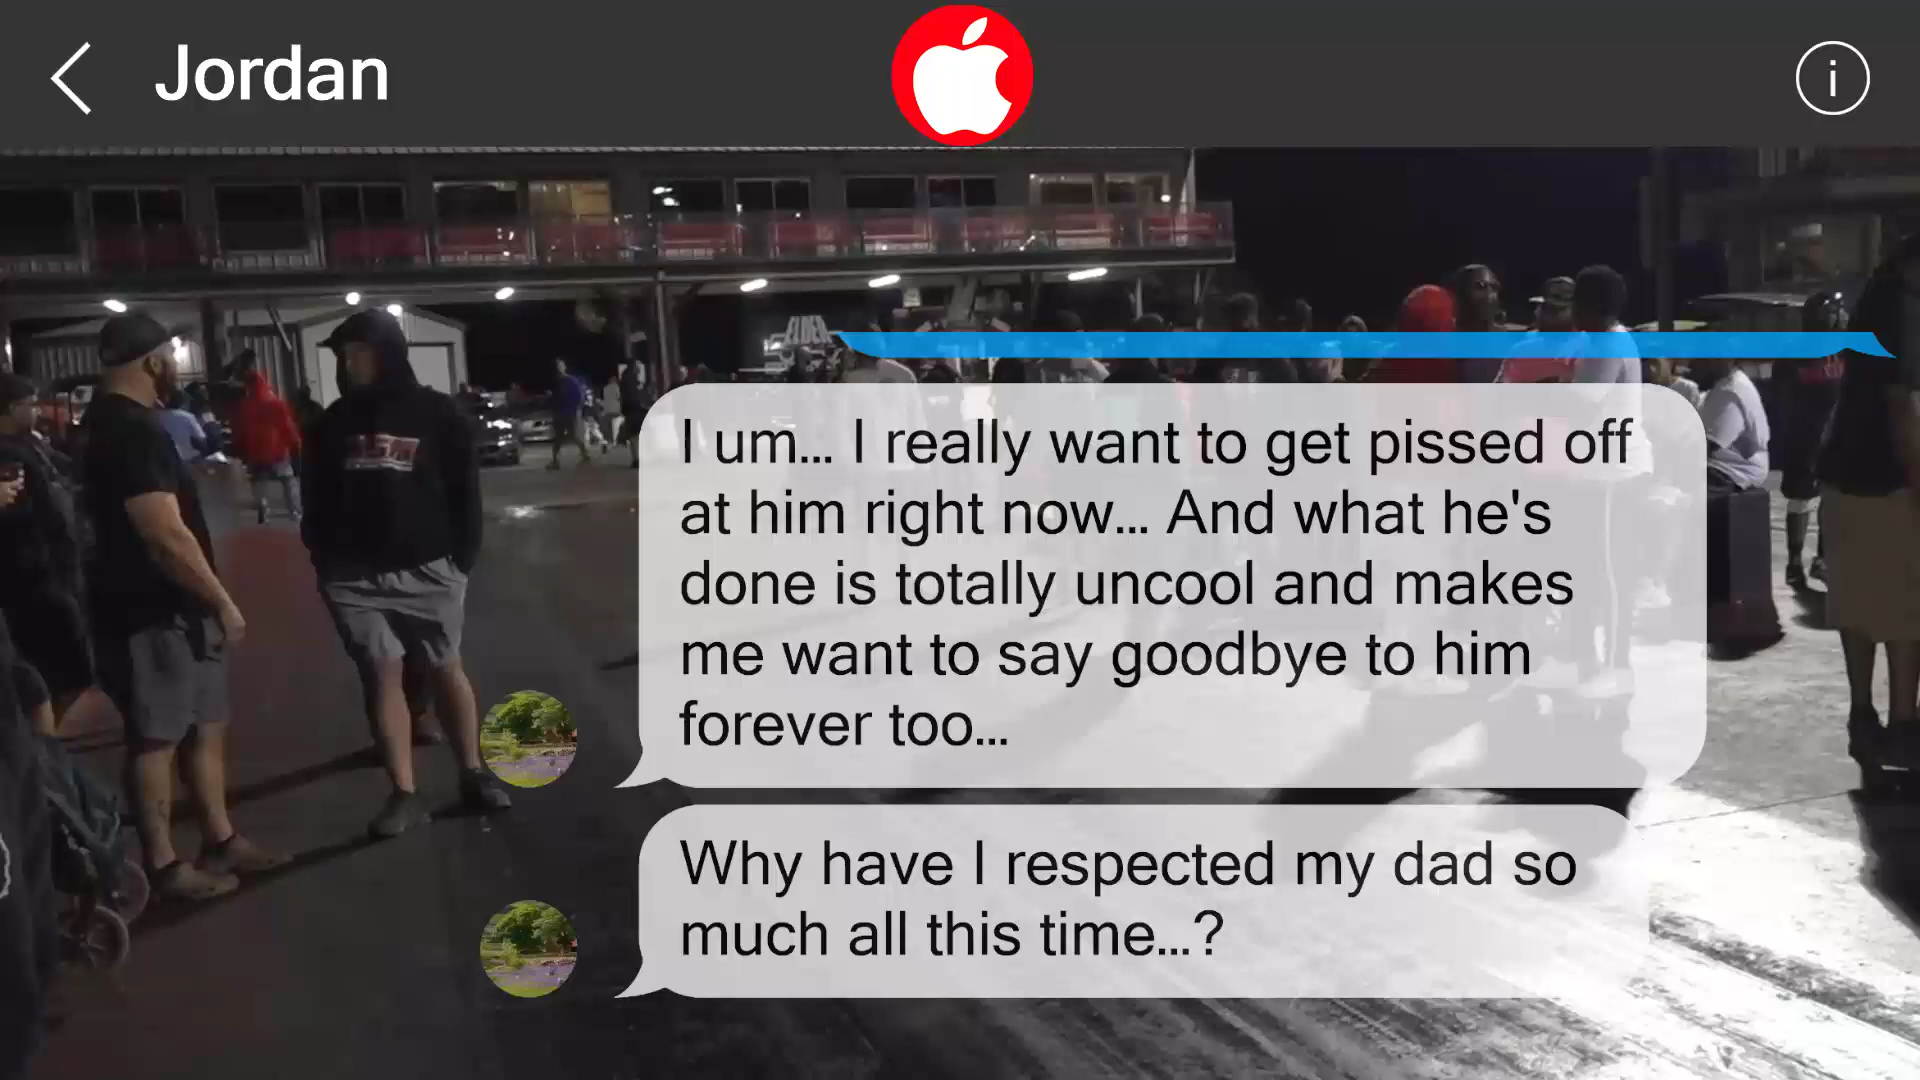 Jordan
i
ELDER
I um... I really want to get pissed off
at him right now... And what he's
done is totally uncool and makes
me want to say goodbye to him
forever too...
Why have I respected my dad so
much all this time...?